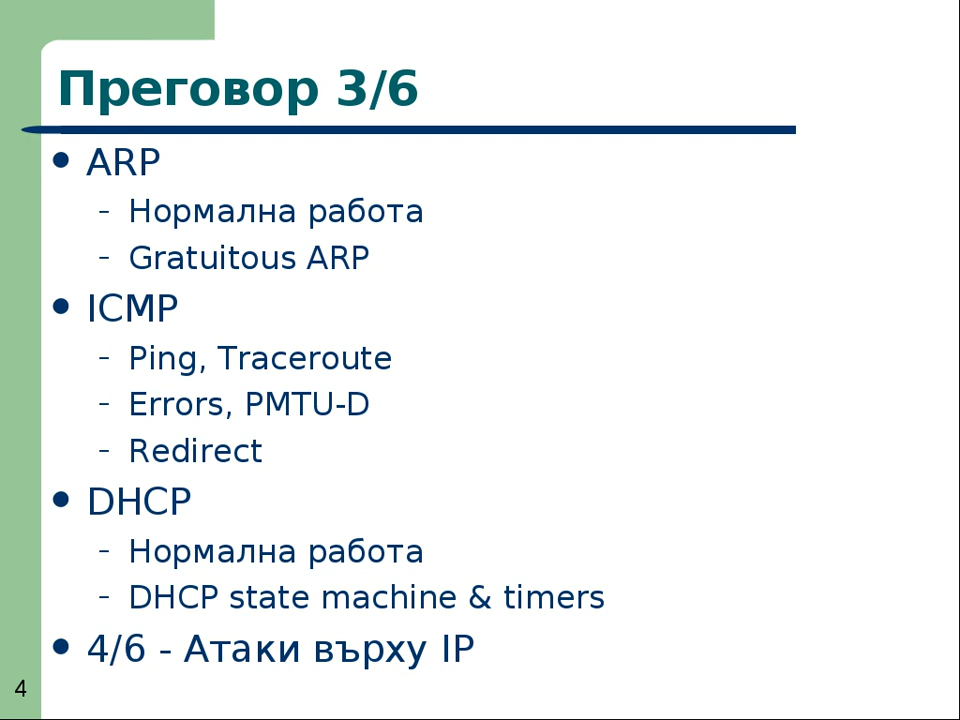 Преговор 3/6
● ARP
– Нормална работа
– Gratuitous ARP
● ICMP
– Ping, Traceroute
– Errors, PMTU-D
– Redirect
● DHCP
– Нормална работа
– DHCP state machine & timers
● 4/6 - Атаки върху IP
4